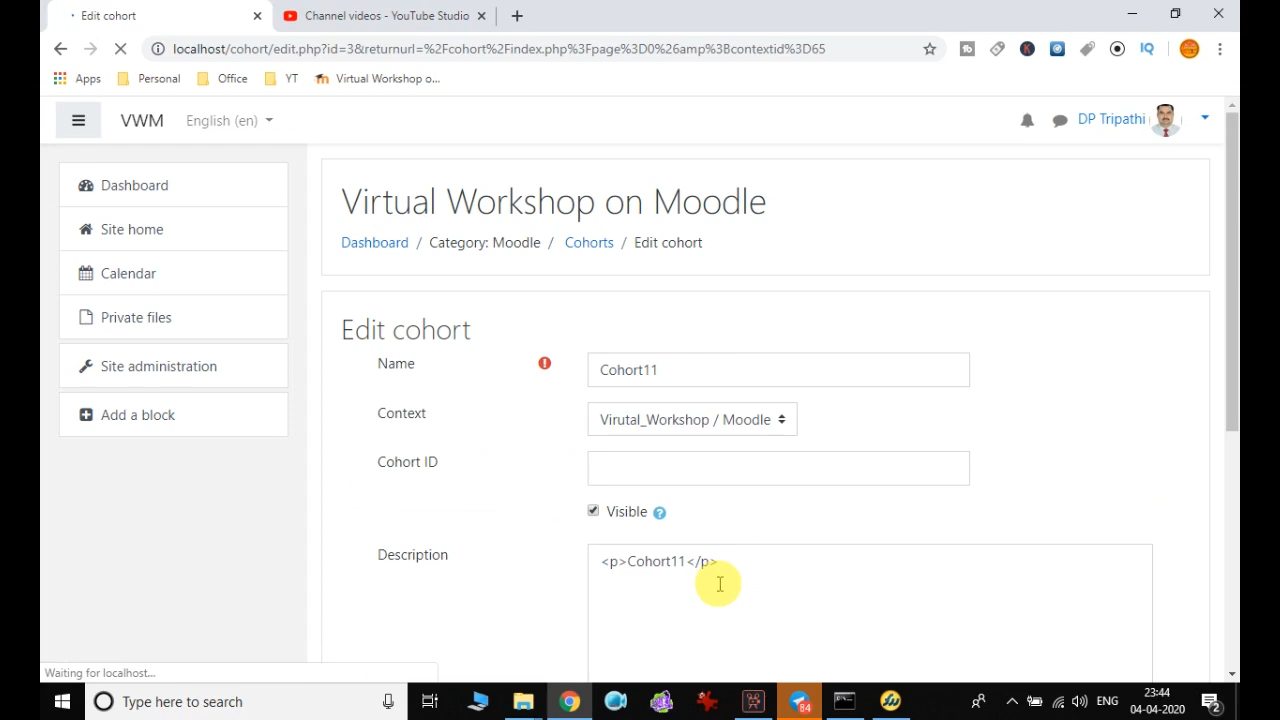 Edit cohort
Channel videos - YouTube Studio
localhost/cohort/edit.php?id=3&returnurl=%2Fcohort%2Findex.php%3Fpage%3D0%26amp%3Bcontextid%3D65
Apps Personal Office YT Virtual Workshop o...
VWM English (en) DP Tripathi
Dashboard
Site home
Calendar
Private files
Site administration
Add a block
Virtual Workshop on Moodle
Dashboard / Category: Moodle / Cohorts / Edit cohort
Edit cohort
Name Cohort11
Context Virutal_Workshop / Moodle
Cohort ID
Visible
Description <p>Cohort11</p>
Waiting for localhost...
Type here to search
84
ENG
23:44
04-04-2020
2